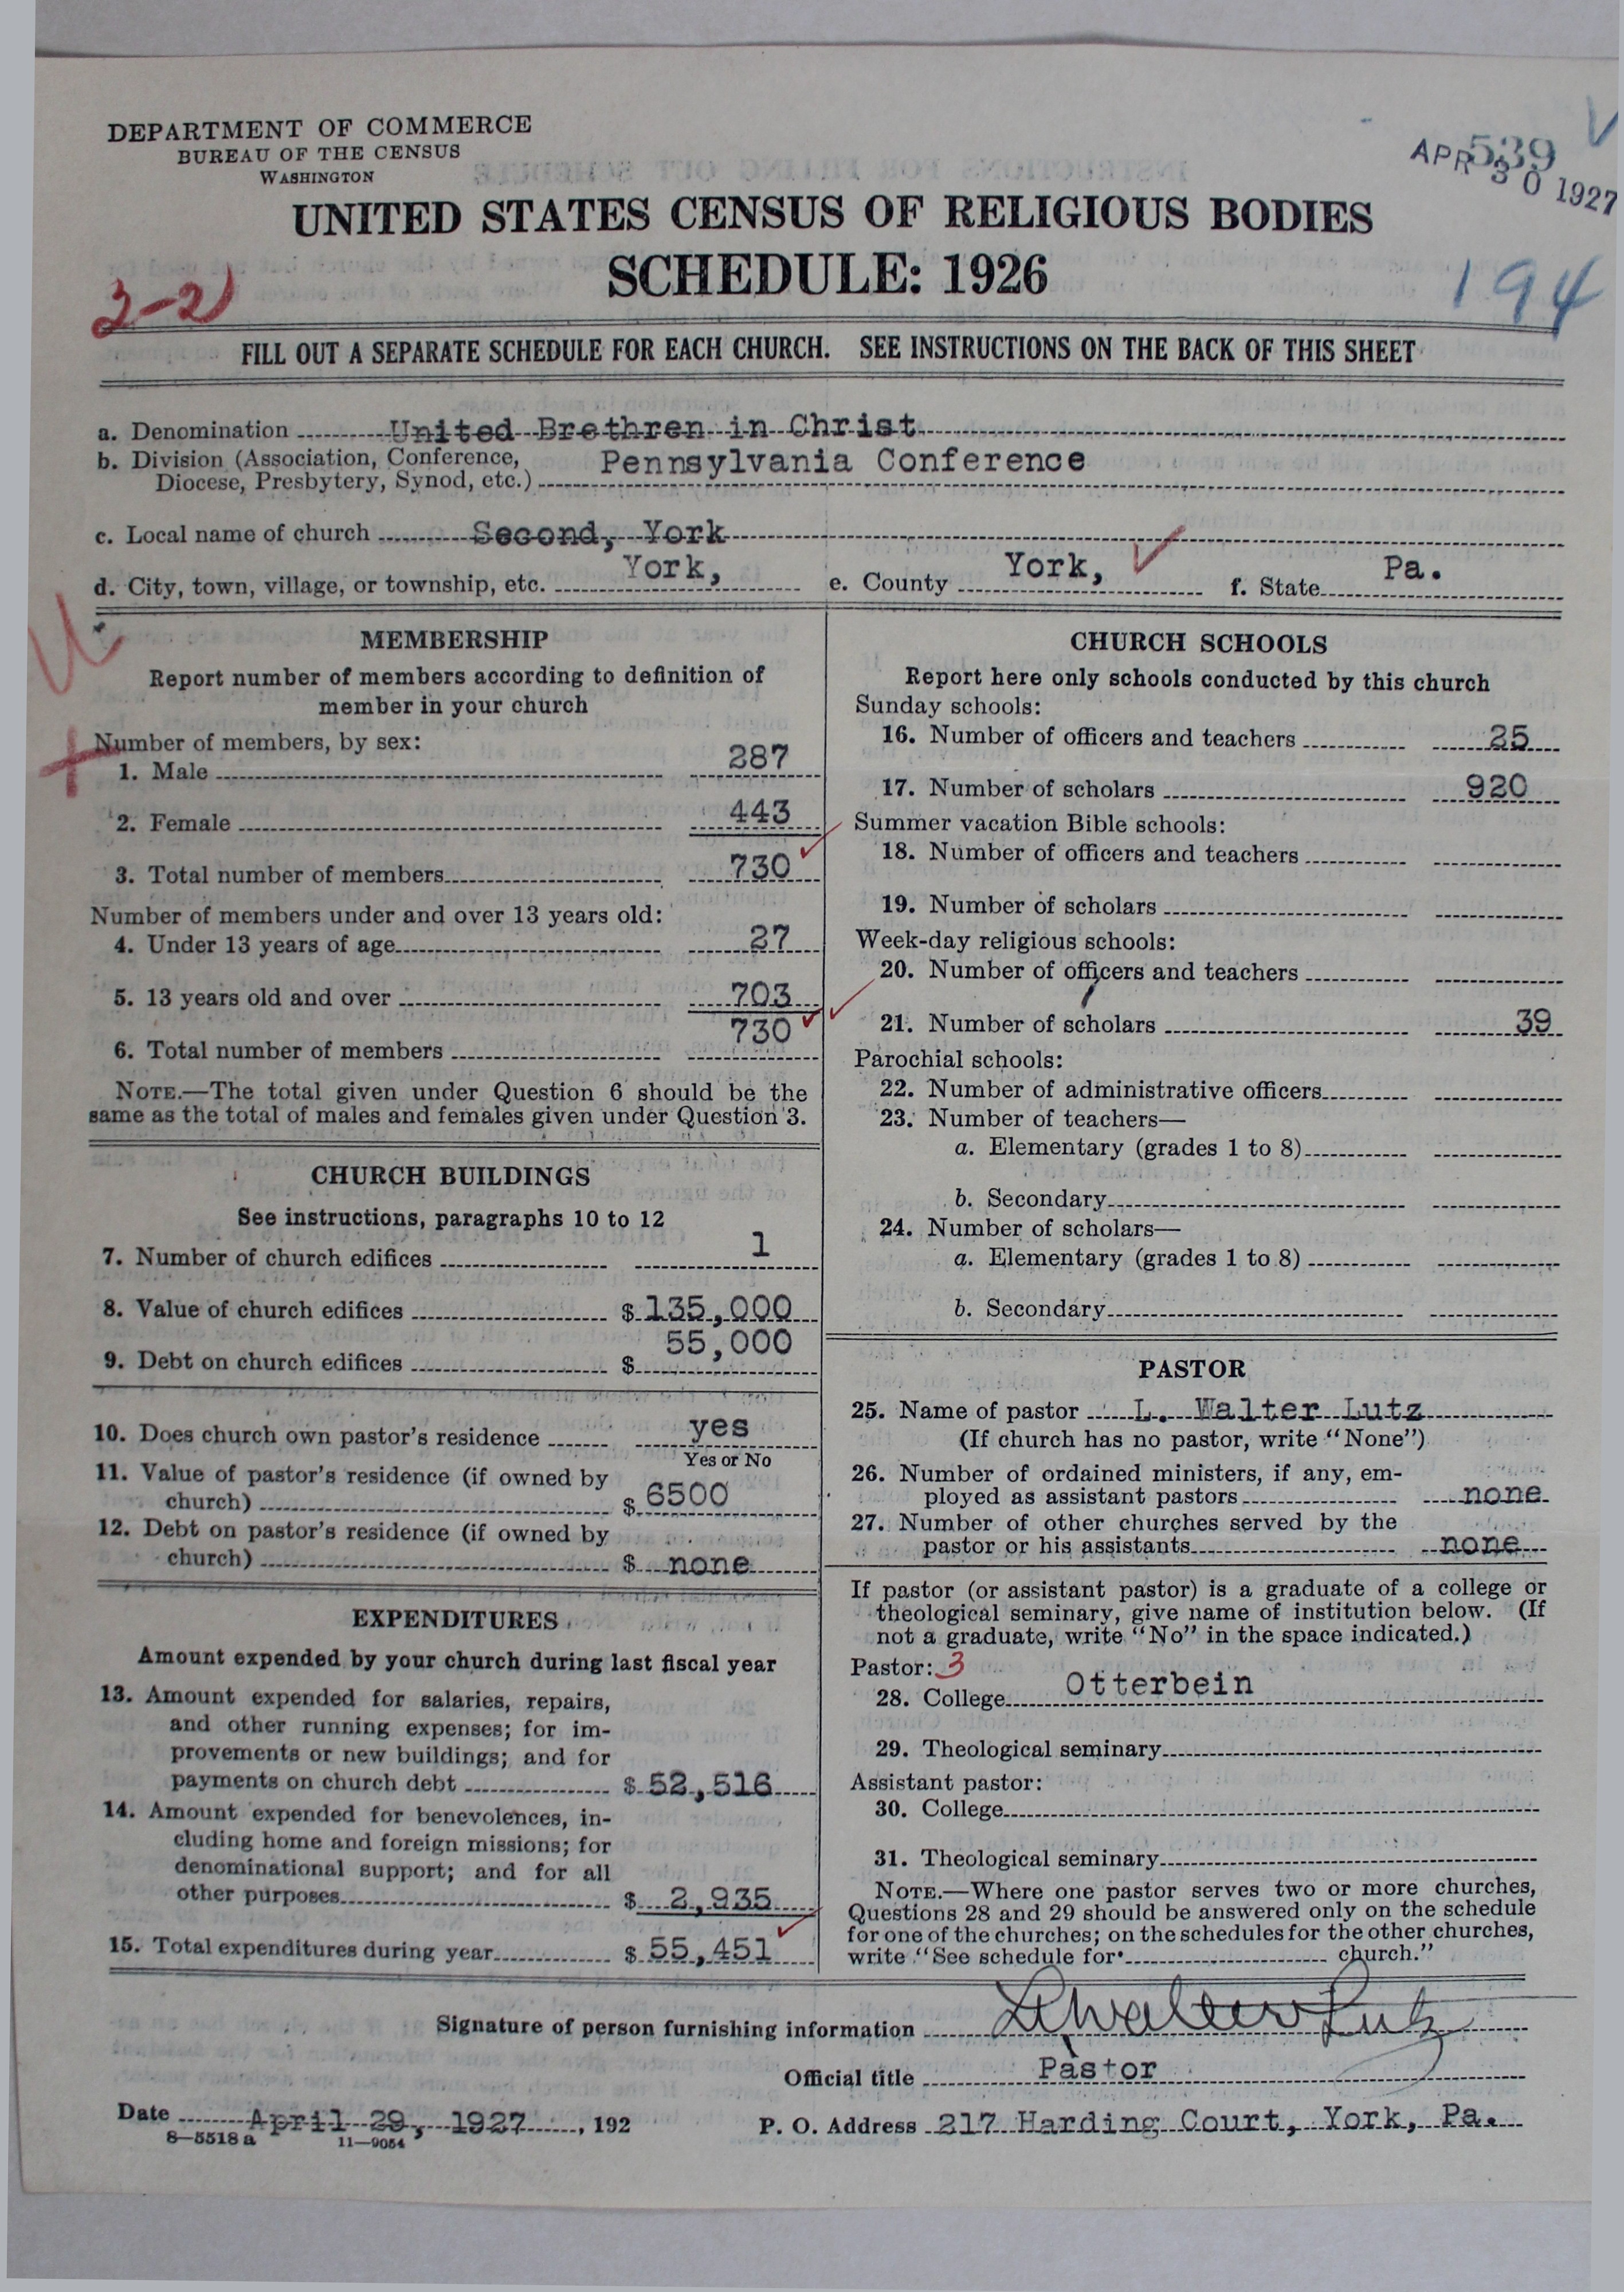 DEPARTMENT OF COMMERCE
BUREAU OF THE CENSUS
WASHINGTON
539
APR 30 1927
UNITED STATES CENSUS OF RELIGIOUS BODIES
SCHEDULE: 1926
194
FILL OUT A SEPARATE SCHEDULE FOR EACH CHURCH. SEE INSTRUCTIONS ON THE BACK OF THIS SHEET
a. Denomination United Brethren in Christ
b. Division (Association, Conference, Pennsylvania Conference
Diocese, Presbytery, Synod, etc.)
c. Local name of church Second, York
d. City, town, village, or township, etc. York, e. County York, f. State Pa.
MEMBERSHIP
Report number of members according to definition of
member in your church
Number of members, by sex:
1. Male 287
2. Female 443
3. Total number of members 730
Number of members under and over 13 years old:
4. Under 13 years of age 27
5. 13 years old and over 703
6. Total number of members 730
NOTE.—The total given under Question 6 should be the
same as the total of males and females given under Question 3.
CHURCH BUILDINGS
See instructions, paragraphs 10 to 12
7. Number of church edifices 1
8. Value of church edifices $ 135,000
9. Debt on church edifices $ 55,000
10. Does church own pastor's residence yes
Yes or No
11. Value of pastor's residence (if owned by
church) $ 6500
12. Debt on pastor's residence (if owned by
church) $ none
EXPENDITURES
Amount expended by your church during last fiscal year
13. Amount expended for salaries, repairs,
and other running expenses; for im-
provements or new buildings; and for
payments on church debt $ 52,516
14. Amount expended for benevolences, in-
cluding home and foreign missions; for
denominational support; and for all
other purposes $ 2,935
15. Total expenditures during year $ 55,451
CHURCH SCHOOLS
Report here only schools conducted by this church
Sunday schools:
16. Number of officers and teachers 25
17. Number of scholars 920
Summer vacation Bible schools:
18. Number of officers and teachers
19. Number of scholars
Week-day religious schools:
20. Number of officers and teachers
21. Number of scholars 39
Parochial schools:
22. Number of administrative officers
23. Number of teachers—
a. Elementary (grades 1 to 8)
b. Secondary
24. Number of scholars—
a. Elementary (grades 1 to 8)
b. Secondary
PASTOR
25. Name of pastor L. Walter Lutz
(If church has no pastor, write "None")
26. Number of ordained ministers, if any, em-
ployed as assistant pastors none
27. Number of other churches served by the
pastor or his assistants none
If pastor (or assistant pastor) is a graduate of a college or
theological seminary, give name of institution below. (If
not a graduate, write "No" in the space indicated.)
Pastor: 3
28. College Otterbein
29. Theological seminary
Assistant pastor:
30. College
31. Theological seminary
NOTE.—Where one pastor serves two or more churches,
Questions 28 and 29 should be answered only on the schedule
for one of the churches; on the schedules for the other churches,
write "See schedule for church."
Signature of person furnishing information L Walter Lutz
Official title Pastor
Date April 29, 1927, 192 P. O. Address 217 Harding Court, York, Pa.
8—5518 a 11—9054